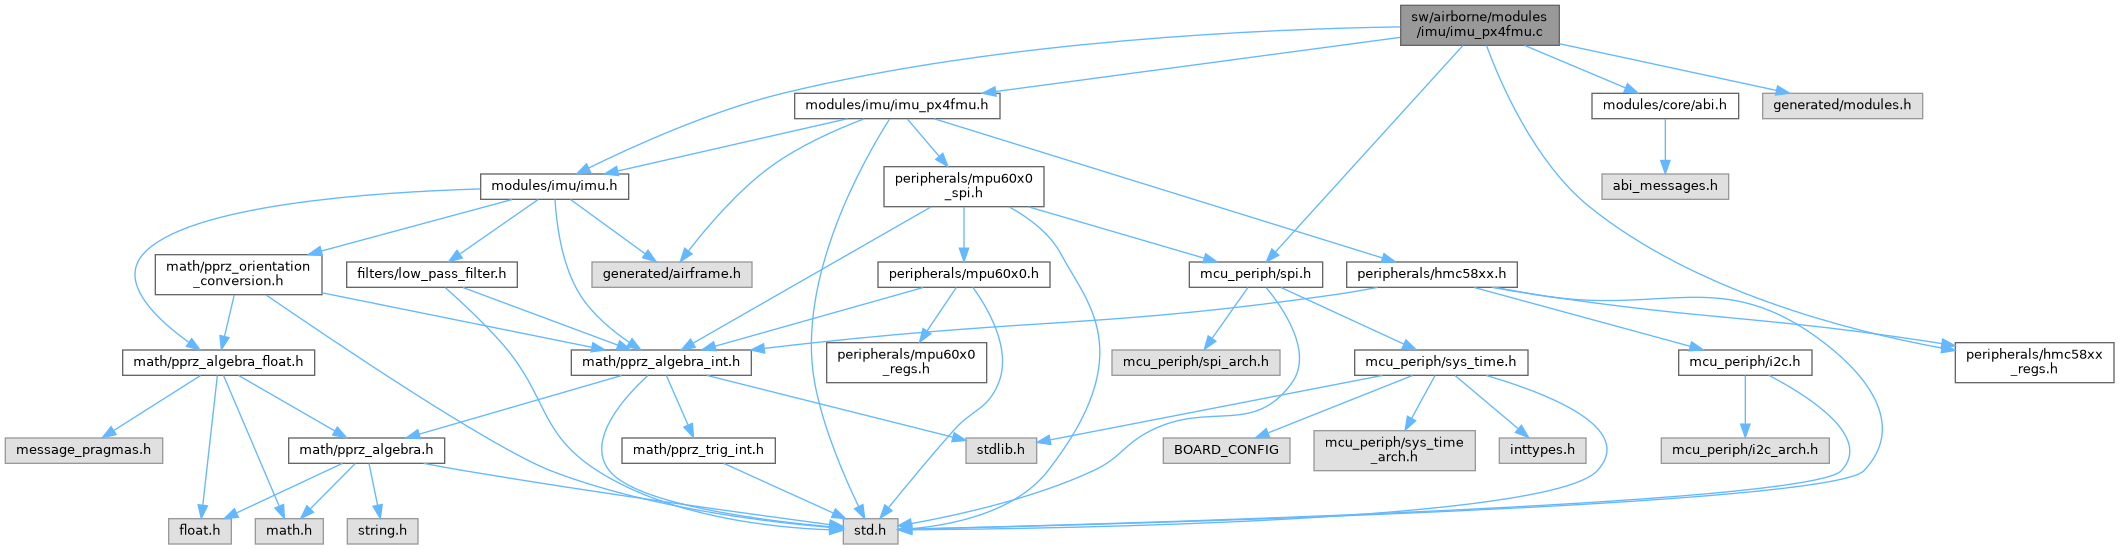 sw/airborne/modules
/imu/imu_px4fmu.c
modules/imu/imu_px4fmu.h
modules/core/abi.h
generated/modules.h
modules/imu/imu.h
peripherals/mpu60x0
_spi.h
abi_messages.h
math/pprz_orientation
_conversion.h
filters/low_pass_filter.h
generated/airframe.h
peripherals/mpu60x0.h
mcu_periph/spi.h
peripherals/hmc58xx.h
math/pprz_algebra_float.h
math/pprz_algebra_int.h
peripherals/mpu60x0
_regs.h
mcu_periph/spi_arch.h
mcu_periph/sys_time.h
mcu_periph/i2c.h
peripherals/hmc58xx
_regs.h
message_pragmas.h
math/pprz_algebra.h
math/pprz_trig_int.h
stdlib.h
BOARD_CONFIG
mcu_periph/sys_time
_arch.h
inttypes.h
mcu_periph/i2c_arch.h
float.h
math.h
string.h
std.h